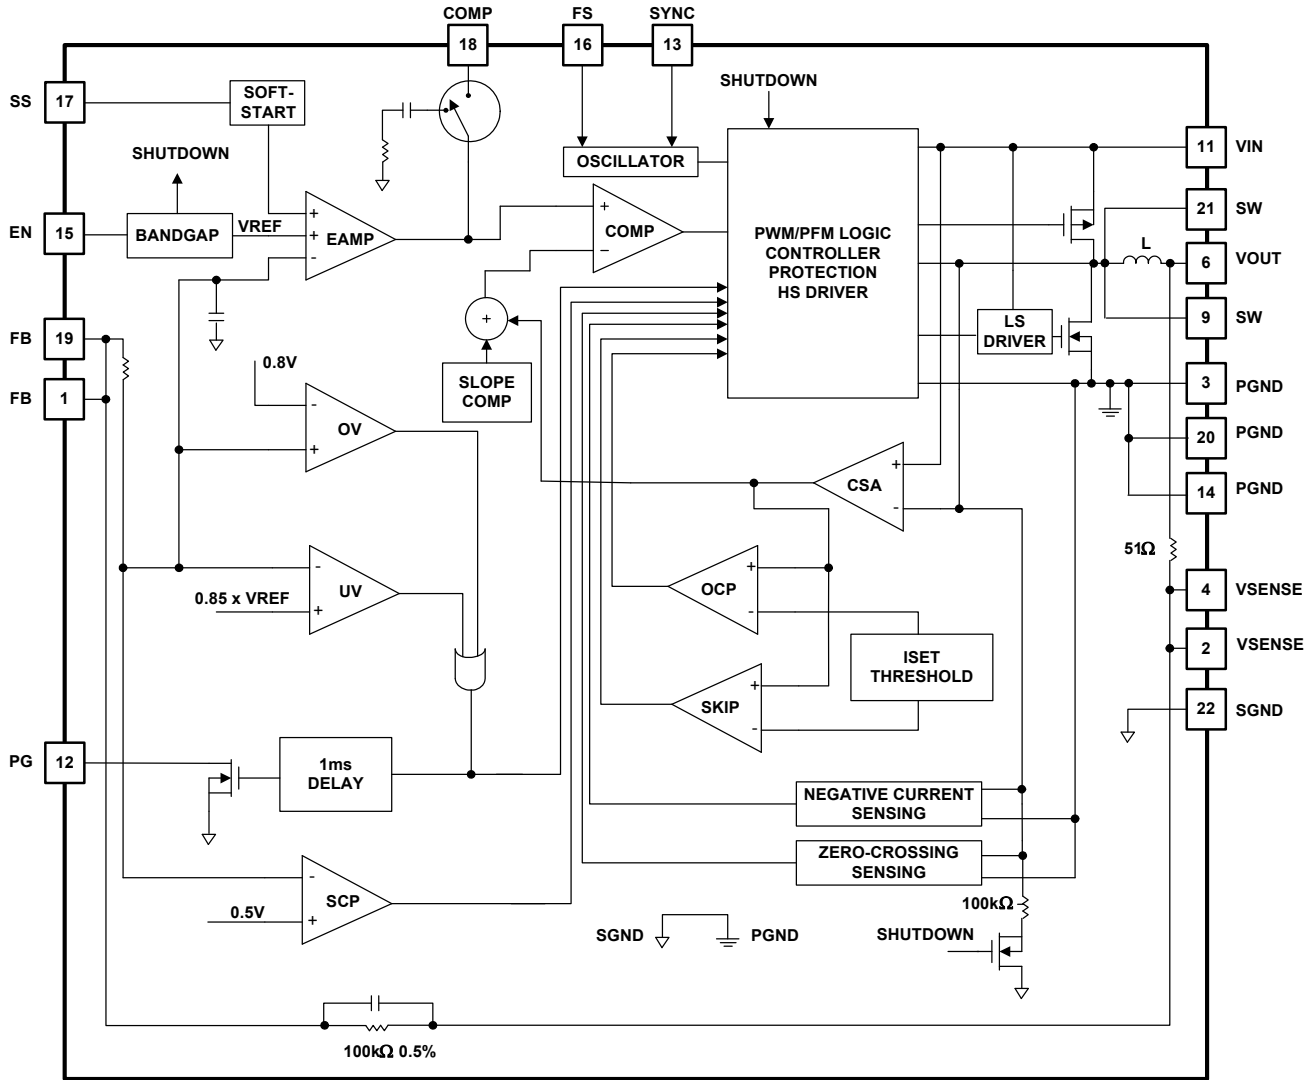 COMP
FS
SYNC
18
16
13
SS
17
SOFT-
START
SHUTDOWN
SHUTDOWN
OSCILLATOR
11
VIN
EN
15
BANDGAP
VREF
+
+
-
EAMP
+
-
COMP
PWM/PFM LOGIC
CONTROLLER
PROTECTION
HS DRIVER
21
SW
L
6
VOUT
9
SW
LS
DRIVER
FB
19
FB
1
+
SLOPE
COMP
3
PGND
20
PGND
14
PGND
0.8V
-
+
OV
+
-
CSA
51Ω
4
VSENSE
2
VSENSE
22
SGND
0.85 x VREF
-
+
UV
OCP
+
-
ISET
THRESHOLD
SKIP
+
-
PG
12
1ms
DELAY
NEGATIVE CURRENT
SENSING
ZERO-CROSSING
SENSING
0.5V
-
+
SCP
100kΩ
SGND
PGND
SHUTDOWN
100kΩ 0.5%